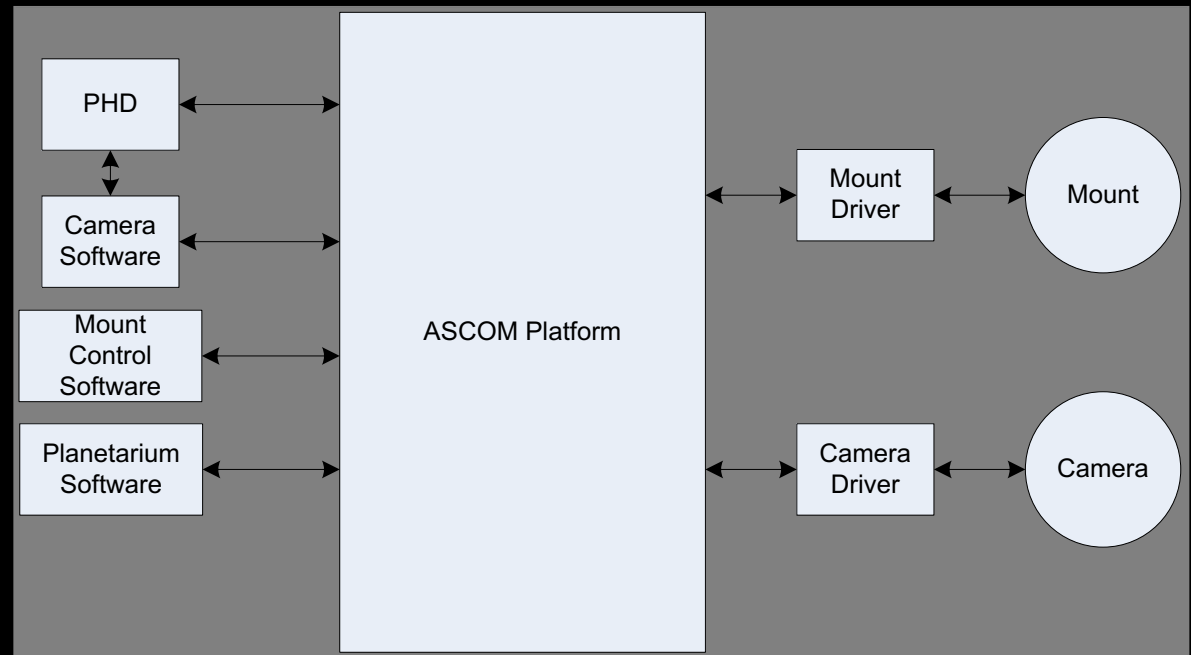 PHD
Camera
Software
Mount
Control
Software
Planetarium
Software
ASCOM Platform
Mount
Driver
Mount
Camera
Driver
Camera